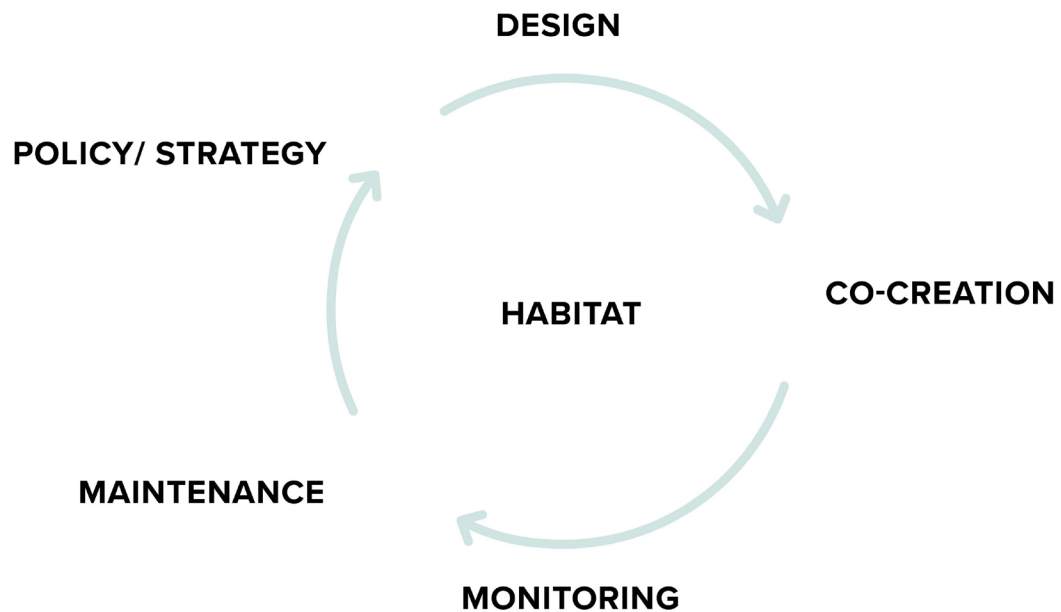 DESIGN
POLICY/ STRATEGY
CO-CREATION
HABITAT
MAINTENANCE
MONITORING